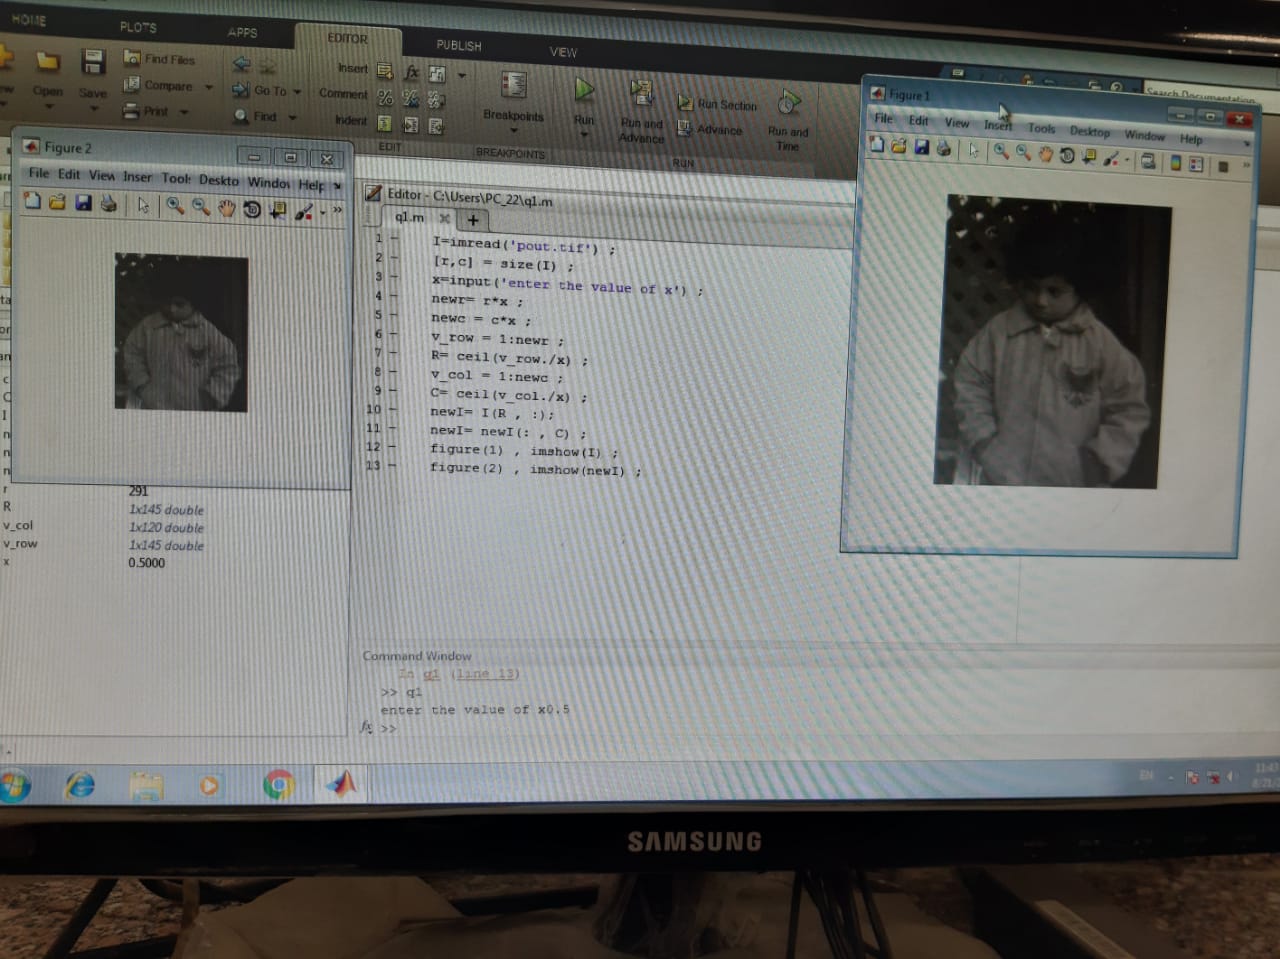 HOME PLOTS APPS EDITOR PUBLISH VIEW
Search Documentation
Open Save
Find Files
Compare
Print
Go To
Find
Insert
Comment
Indent
Breakpoints
Run
Run and
Advance
Run Section
Advance
Run and
Time
EDIT BREAKPOINTS RUN
Figure 2
File Edit View Inser Tool: Deskto Windov Help
Figure 1
File Edit View Insert Tools Desktop Window Help
Editor - C:\Users\PC_22\q1.m
q1.m
1 - I=imread('pout.tif') ;
2 - [r,c] = size(I) ;
3 - x=input('enter the value of x') ;
4 - newr= r*x ;
5 - newc = c*x ;
6 - v_row = 1:newr ;
7 - R= ceil(v_row./x) ;
8 - v_col = 1:newc ;
9 - C= ceil(v_col./x) ;
10 - newI= I(R , :);
11 - newI= newI(: , C) ;
12 - figure(1) , imshow(I) ;
13 - figure(2) , imshow(newI) ;
r 291
R 1x145 double
v_col 1x120 double
v_row 1x145 double
x 0.5000
Command Window
In q1 (line 13)
>> q1
enter the value of x0.5
fx >>
EN
SAMSUNG